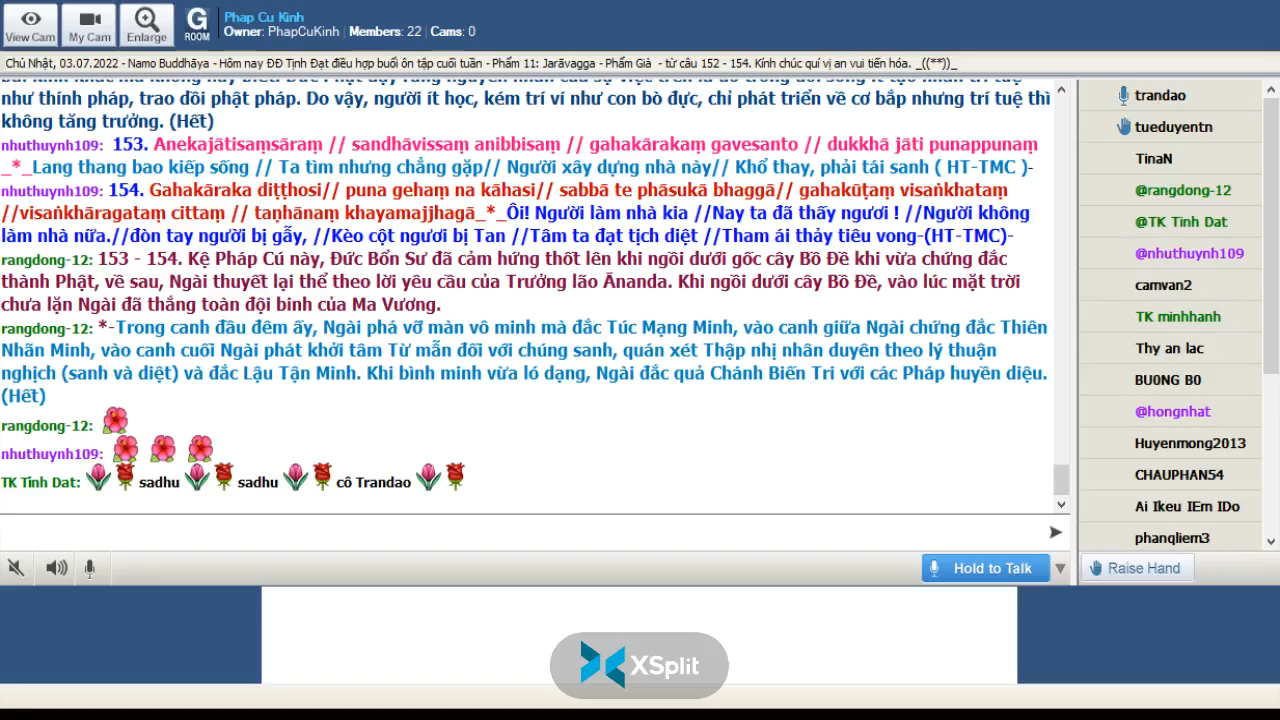 Phap Cu Kinh
Owner: PhapCuKinh | Members: 22 | Cams: 0
View Cam
My Cam
Enlarge
G
ROOM
Chủ Nhật, 03.07.2022 - Namo Buddhāya - Hôm nay ĐĐ Tịnh Đạt điều hợp buổi ôn tập cuối tuần - Phẩm 11: Jarāvagga - Phẩm Già - từ câu 152 - 154. Kính chúc quí vị an vui tiến hóa. _((**))_
như thính pháp, trao đổi phật pháp. Do vậy, người ít học, kém trí ví như con bò đực, chỉ phát triển về cơ bắp nhưng trí tuệ thì
không tăng trưởng. (Hết)
nhuthuynh109: 153. Anekajātisaṃsāraṃ // sandhāvissaṃ anibbisaṃ // gahakārakaṃ gavesanto // dukkhā jāti punappunaṃ
_*_Lang thang bao kiếp sống // Ta tìm nhưng chẳng gặp// Người xây dựng nhà này// Khổ thay, phải tái sanh ( HT-TMC )-
nhuthuynh109: 154. Gahakāraka diṭṭhosi// puna gehaṃ na kāhasi// sabbā te phāsukā bhaggā// gahakūṭaṃ visaṅkhataṃ
//visaṅkhāragataṃ cittaṃ // taṇhānaṃ khayamajjhagā_*_Ôi! Người làm nhà kia //Nay ta đã thấy ngươi ! //Người không
làm nhà nữa.//đòn tay người bị gẫy, //Kèo cột ngươi bị Tan //Tâm ta đạt tịch diệt //Tham ái thảy tiêu vong-(HT-TMC)-
rangdong-12: 153 - 154. Kệ Pháp Cú này, Đức Bổn Sư đã cảm hứng thốt lên khi ngồi dưới gốc cây Bồ Đề khi vừa chứng đắc
thành Phật, về sau, Ngài thuyết lại thể theo lời yêu cầu của Trưởng lão Ānanda. Khi ngồi dưới cây Bồ Đề, vào lúc mặt trời
chưa lặn Ngài đã thắng toàn đội binh của Ma Vương.
rangdong-12: *-Trong canh đầu đêm ấy, Ngài phá vỡ màn vô minh mà đắc Túc Mạng Minh, vào canh giữa Ngài chứng đắc Thiên
Nhãn Minh, vào canh cuối Ngài phát khởi tâm Từ mẫn đối với chúng sanh, quán xét Thập nhị nhân duyên theo lý thuận
nghịch (sanh và diệt) và đắc Lậu Tận Minh. Khi bình minh vừa ló dạng, Ngài đắc quả Chánh Biến Tri với các Pháp huyền diệu.
(Hết)
rangdong-12:
nhuthuynh109:
TK Tinh Dat: sadhu sadhu cô Trandao
trandao
tueduyentn
TinaN
@rangdong-12
@TK Tinh Dat
@nhuthuynh109
camvan2
TK minhhanh
Thy an lac
BU0NG B0
@hongnhat
Huyenmong2013
CHAUPHAN54
Ai Ikeu IEm IDo
phanqliem3
Hold to Talk
Raise Hand
XSplit